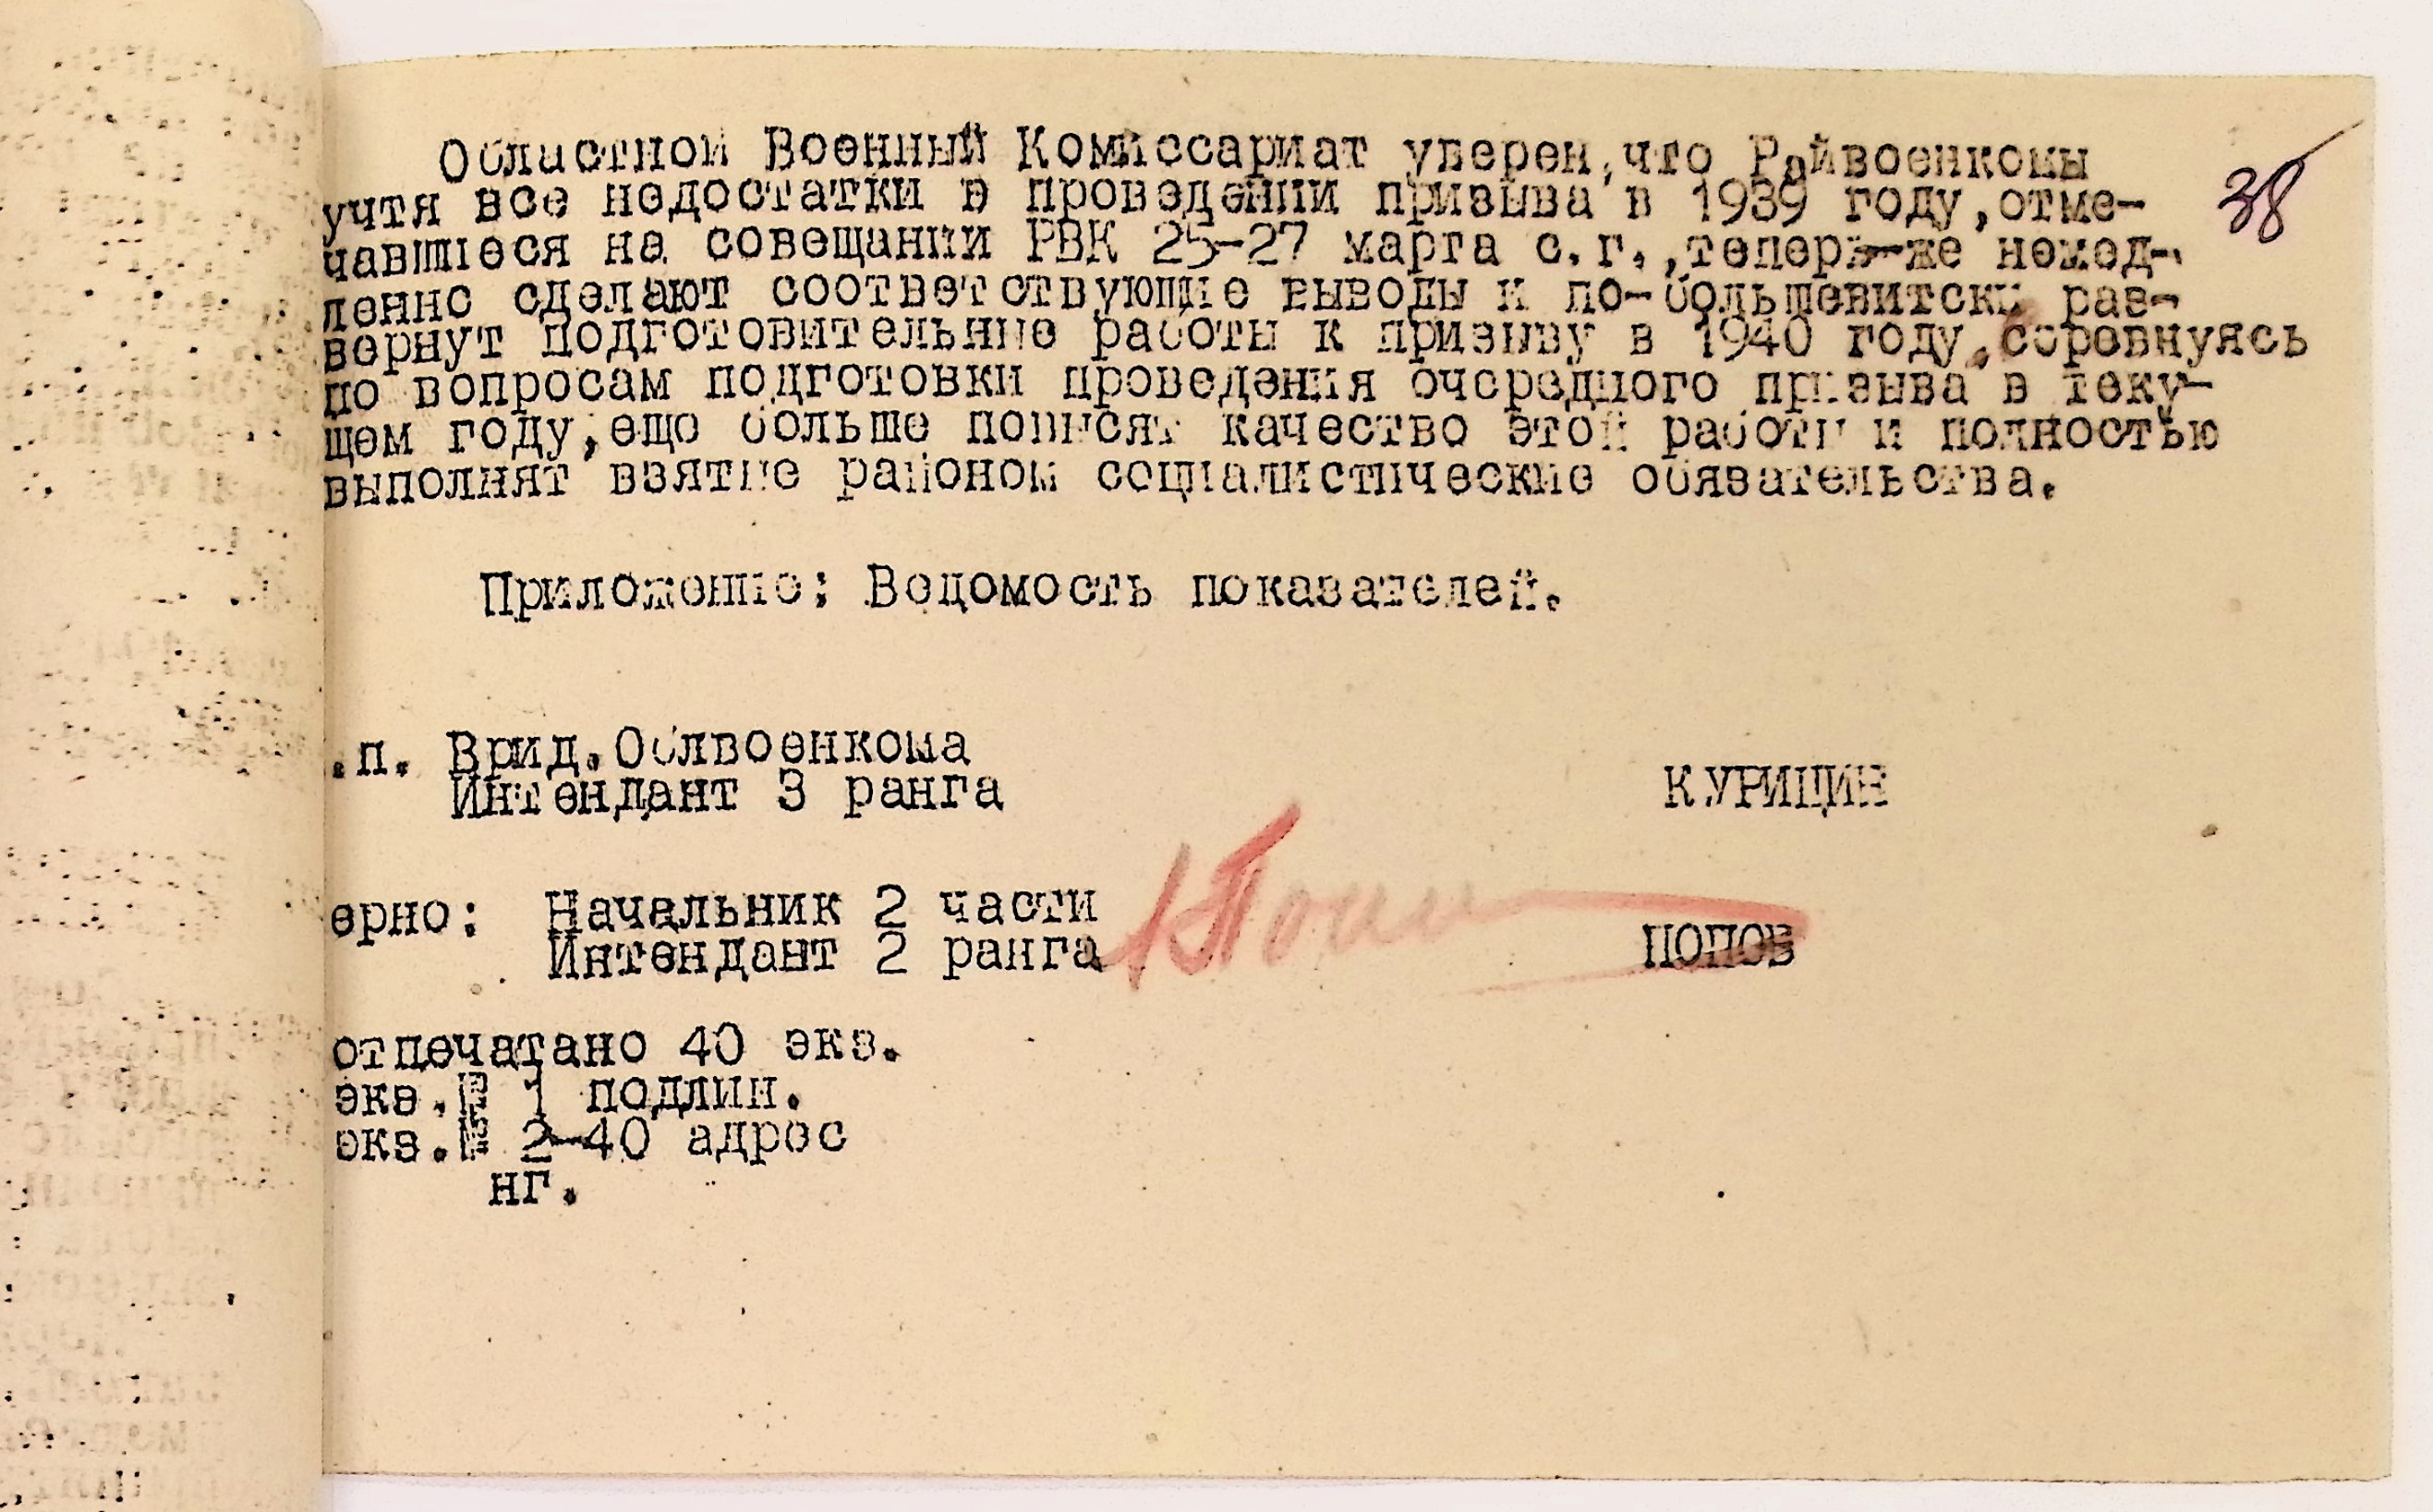 38
Областной Военный Комиссариат уверен,что Райвоенкомы
учтя все недостатки в проведении призыва в 1939 году,отме-
чавшиеся на совещании РВК 25-27 марта с.г.,теперь-же немед-
ленно сделают соответствующие выводы и по-большевитски раз-
вернут подготовительные работы к призыву в 1940 году,соревнуясь
по вопросам подготовки проведения очередного призыва в теку-
щем году,еще больше повысят качество этой работы и полностью
выполнят взятые районом социалистические обязательства.
Приложение: Ведомость показателей.
.п. Врид.Облвоенкома
Интендант 3 ранга КУРИЦИН
ерно: Начальник 2 части
Интендант 2 ранга ПОПОВ
отпечатано 40 экз.
экз.№ 1 подлин.
экз.№ 2-40 адрес
нг.